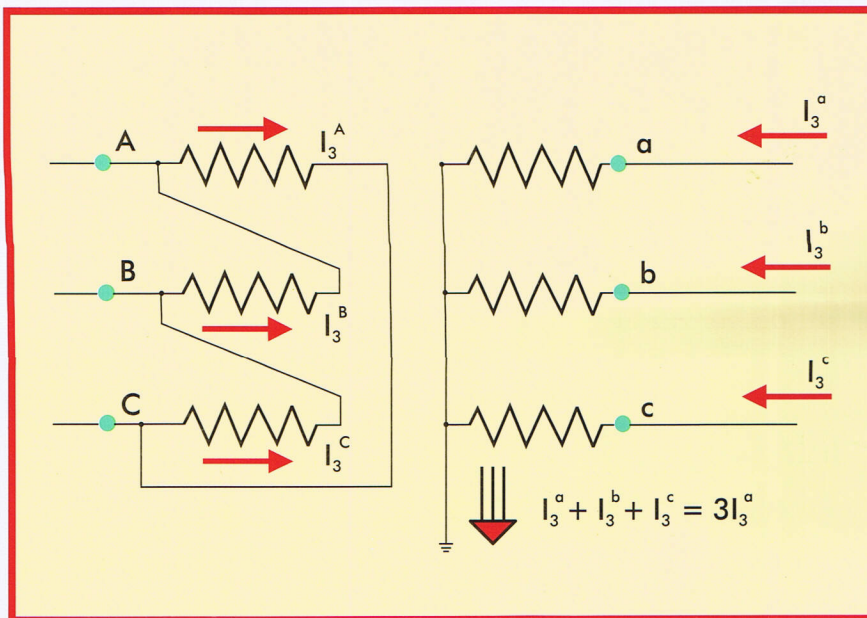 A
I₃ᴬ
a
I₃ᵃ
B
I₃ᴮ
b
I₃ᵇ
C
I₃ᶜ
c
I₃ᶜ
I₃ᵃ + I₃ᵇ + I₃ᶜ = 3I₃ᵃ